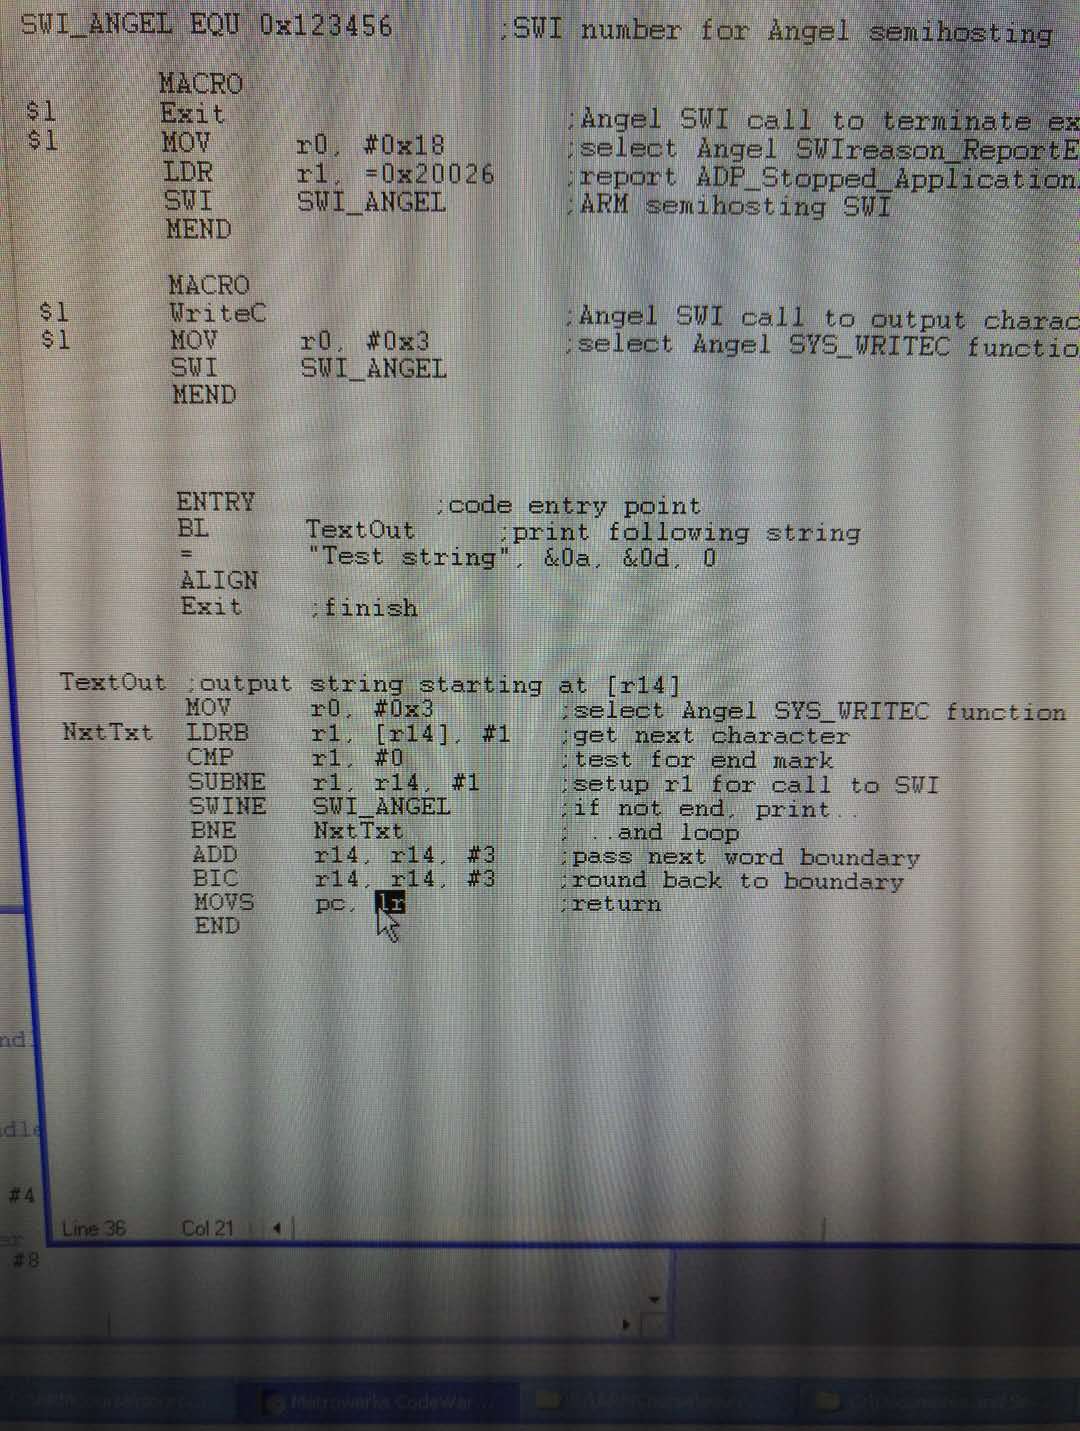 SWI_ANGEL EQU 0x123456 ;SWI number for Angel semihosting
MACRO
$l Exit ;Angel SWI call to terminate ex
$l MOV r0, #0x18 ;select Angel SWIreason_ReportE
LDR r1, =0x20026 ;report ADP_Stopped_Application
SWI SWI_ANGEL ;ARM semihosting SWI
MEND
MACRO
$l WriteC ;Angel SWI call to output charac
$l MOV r0, #0x3 ;select Angel SYS_WRITEC functio
SWI SWI_ANGEL
MEND
ENTRY ;code entry point
BL TextOut ;print following string
= "Test string", &0a, &0d, 0
ALIGN
Exit ;finish
TextOut ;output string starting at [r14]
MOV r0, #0x3 ;select Angel SYS_WRITEC function
NxtTxt LDRB r1, [r14], #1 ;get next character
CMP r1, #0 ;test for end mark
SUBNE r1, r14, #1 ;setup r1 for call to SWI
SWINE SWI_ANGEL ;if not end, print..
BNE NxtTxt ; ..and loop
ADD r14, r14, #3 ;pass next word boundary
BIC r14, r14, #3 ;round back to boundary
MOVS pc, lr ;return
END
#4
Line 36 Col 21
#8
Metrowerks CodeWar...